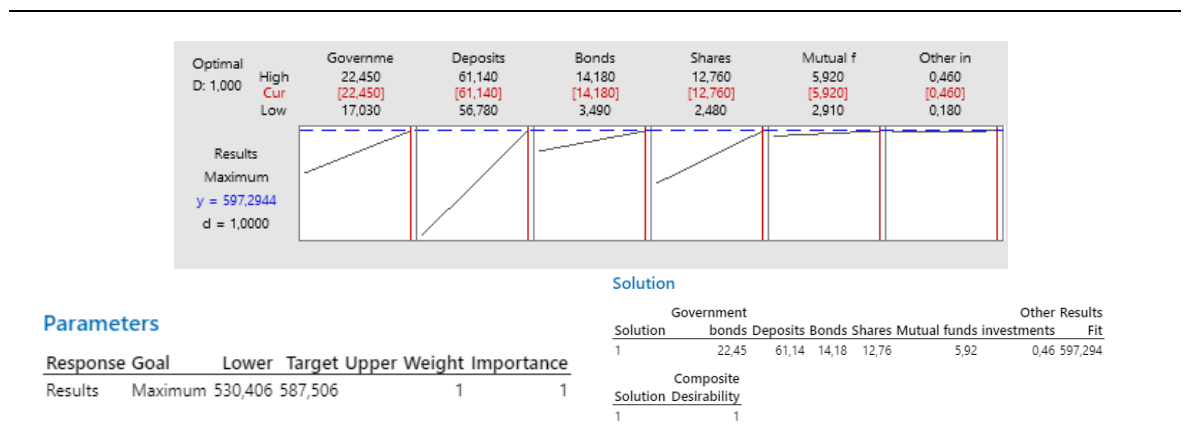 Optimal
D: 1,000
High
Cur
Low
Governme
22,450
[22,450]
17,030
Deposits
61,140
[61,140]
56,780
Bonds
14,180
[14,180]
3,490
Shares
12,760
[12,760]
2,480
Mutual f
5,920
[5,920]
2,910
Other in
0,460
[0,460]
0,180
Results
Maximum
y = 597,2944
d = 1,0000
Parameters
Response Goal Lower Target Upper Weight Importance
Results Maximum 530,406 587,506 1 1
Solution
Government Other Results
Solution bonds Deposits Bonds Shares Mutual funds investments Fit
1 22,45 61,14 14,18 12,76 5,92 0,46 597,294
Composite
Solution Desirability
1 1